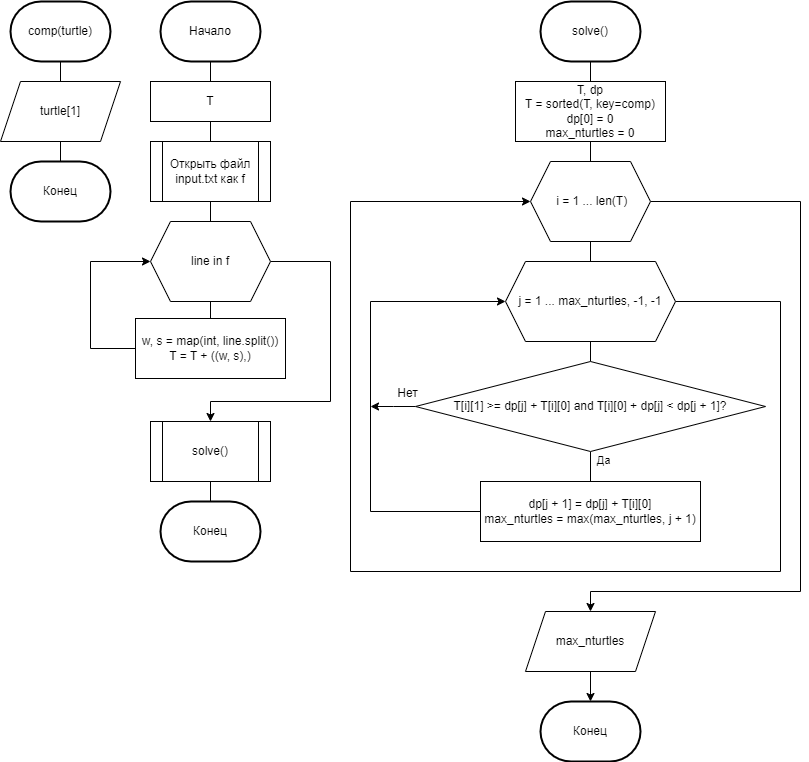 comp(turtle)
turtle[1]
Конец
Начало
T
Открыть файл
input.txt как f
line in f
w, s = map(int, line.split())
T = T + ((w, s),)
solve()
Конец
solve()
T, dp
T = sorted(T, key=comp)
dp[0] = 0
max_nturtles = 0
i = 1 ... len(T)
j = 1 ... max_nturtles, -1, -1
Нет
T[i][1] >= dp[j] + T[i][0] and T[i][0] + dp[j] < dp[j + 1]?
Да
dp[j + 1] = dp[j] + T[i][0]
max_nturtles = max(max_nturtles, j + 1)
max_nturtles
Конец